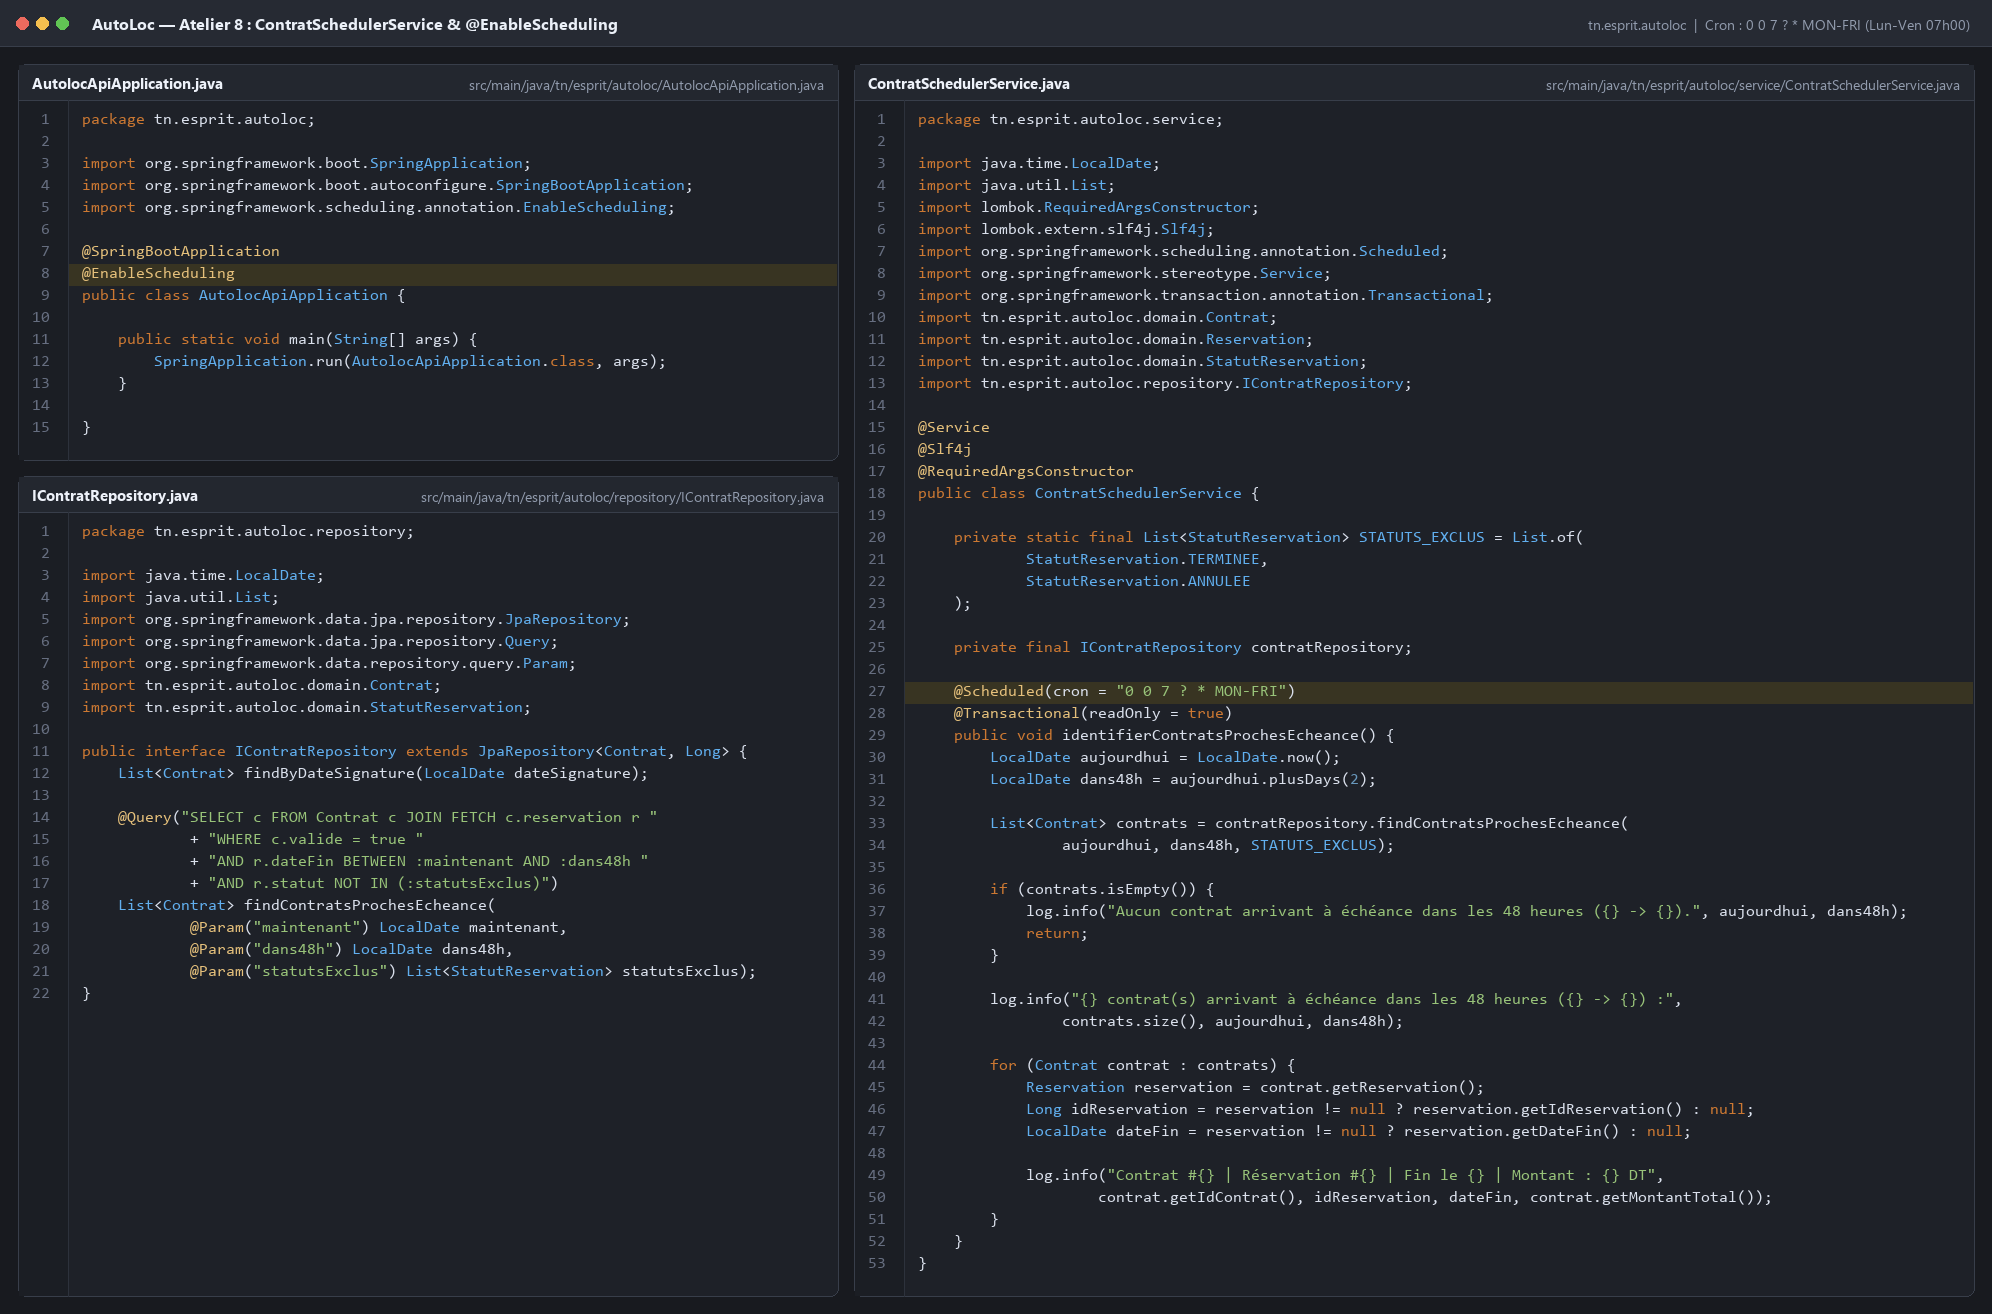 AutoLoc — Atelier 8 : ContratSchedulerService & @EnableScheduling
tn.esprit.autoloc | Cron : 0 0 7 ? * MON-FRI (Lun-Ven 07h00)
AutolocApiApplication.java
src/main/java/tn/esprit/autoloc/AutolocApiApplication.java
1 package tn.esprit.autoloc;
2
3 import org.springframework.boot.SpringApplication;
4 import org.springframework.boot.autoconfigure.SpringBootApplication;
5 import org.springframework.scheduling.annotation.EnableScheduling;
6
7 @SpringBootApplication
8 @EnableScheduling
9 public class AutolocApiApplication {
10
11     public static void main(String[] args) {
12         SpringApplication.run(AutolocApiApplication.class, args);
13     }
14
15 }
IContratRepository.java
src/main/java/tn/esprit/autoloc/repository/IContratRepository.java
1 package tn.esprit.autoloc.repository;
2
3 import java.time.LocalDate;
4 import java.util.List;
5 import org.springframework.data.jpa.repository.JpaRepository;
6 import org.springframework.data.jpa.repository.Query;
7 import org.springframework.data.repository.query.Param;
8 import tn.esprit.autoloc.domain.Contrat;
9 import tn.esprit.autoloc.domain.StatutReservation;
10
11 public interface IContratRepository extends JpaRepository<Contrat, Long> {
12     List<Contrat> findByDateSignature(LocalDate dateSignature);
13
14     @Query("SELECT c FROM Contrat c JOIN FETCH c.reservation r "
15             + "WHERE c.valide = true "
16             + "AND r.dateFin BETWEEN :maintenant AND :dans48h "
17             + "AND r.statut NOT IN (:statutsExclus)")
18     List<Contrat> findContratsProchesEcheance(
19             @Param("maintenant") LocalDate maintenant,
20             @Param("dans48h") LocalDate dans48h,
21             @Param("statutsExclus") List<StatutReservation> statutsExclus);
22 }
ContratSchedulerService.java
src/main/java/tn/esprit/autoloc/service/ContratSchedulerService.java
1 package tn.esprit.autoloc.service;
2
3 import java.time.LocalDate;
4 import java.util.List;
5 import lombok.RequiredArgsConstructor;
6 import lombok.extern.slf4j.Slf4j;
7 import org.springframework.scheduling.annotation.Scheduled;
8 import org.springframework.stereotype.Service;
9 import org.springframework.transaction.annotation.Transactional;
10 import tn.esprit.autoloc.domain.Contrat;
11 import tn.esprit.autoloc.domain.Reservation;
12 import tn.esprit.autoloc.domain.StatutReservation;
13 import tn.esprit.autoloc.repository.IContratRepository;
14
15 @Service
16 @Slf4j
17 @RequiredArgsConstructor
18 public class ContratSchedulerService {
19
20     private static final List<StatutReservation> STATUTS_EXCLUS = List.of(
21             StatutReservation.TERMINEE,
22             StatutReservation.ANNULEE
23     );
24
25     private final IContratRepository contratRepository;
26
27     @Scheduled(cron = "0 0 7 ? * MON-FRI")
28     @Transactional(readOnly = true)
29     public void identifierContratsProchesEcheance() {
30         LocalDate aujourdhui = LocalDate.now();
31         LocalDate dans48h = aujourdhui.plusDays(2);
32
33         List<Contrat> contrats = contratRepository.findContratsProchesEcheance(
34                 aujourdhui, dans48h, STATUTS_EXCLUS);
35
36         if (contrats.isEmpty()) {
37             log.info("Aucun contrat arrivant à échéance dans les 48 heures ({} -> {}).", aujourdhui, dans48h);
38             return;
39         }
40
41         log.info("{} contrat(s) arrivant à échéance dans les 48 heures ({} -> {}) :",
42                 contrats.size(), aujourdhui, dans48h);
43
44         for (Contrat contrat : contrats) {
45             Reservation reservation = contrat.getReservation();
46             Long idReservation = reservation != null ? reservation.getIdReservation() : null;
47             LocalDate dateFin = reservation != null ? reservation.getDateFin() : null;
48
49             log.info("Contrat #{} | Réservation #{} | Fin le {} | Montant : {} DT",
50                     contrat.getIdContrat(), idReservation, dateFin, contrat.getMontantTotal());
51         }
52     }
53 }